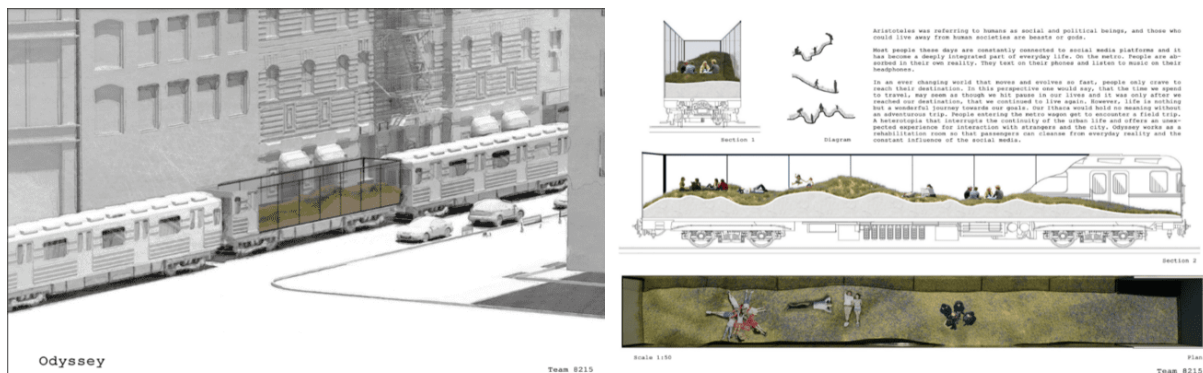 Odyssey
Team 8215
Aristoteles was referring to humans as social and political beings, and those who
could live away from human societies are beasts or gods.
Most people these days are constantly connected to social media platforms and it
has become a deeply integrated part of everyday life. On the metro. People are ab-
sorbed in their own reality. They text on their phones and listen to music on their
headphones.
In an ever changing world that moves and evolves so fast, people only crave to
reach their destination. In this perspective one would say, that the time we spend
to travel, may seem as though we hit pause in our lives and it was only after we
reached our destination, that we continued to live again. However, life is nothing
but a wonderful journey towards our goals. Our Ithaca would hold no meaning without
an adventurous trip. People entering the metro wagon get to encounter a field trip.
A heterotopia that interrupts the continuity of the urban life and offers an unex-
pected experience for interaction with strangers and the city. Odyssey works as a
rehabilitation room so that passengers can cleanse from everyday reality and the
constant influence of the social media.
Section 1
Diagram
Section 2
Scale 1:50
Plan
Team 8215